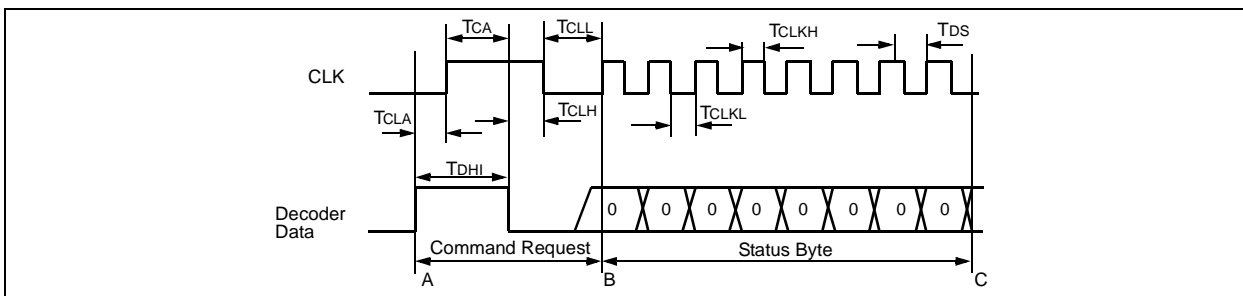 TCA
TCLL
TCLKH
TDS
CLK
TCLA
TCLH
TCLKL
TDHI
Decoder
Data
0 0 0 0 0 0 0 0
Command Request
Status Byte
A
B
C